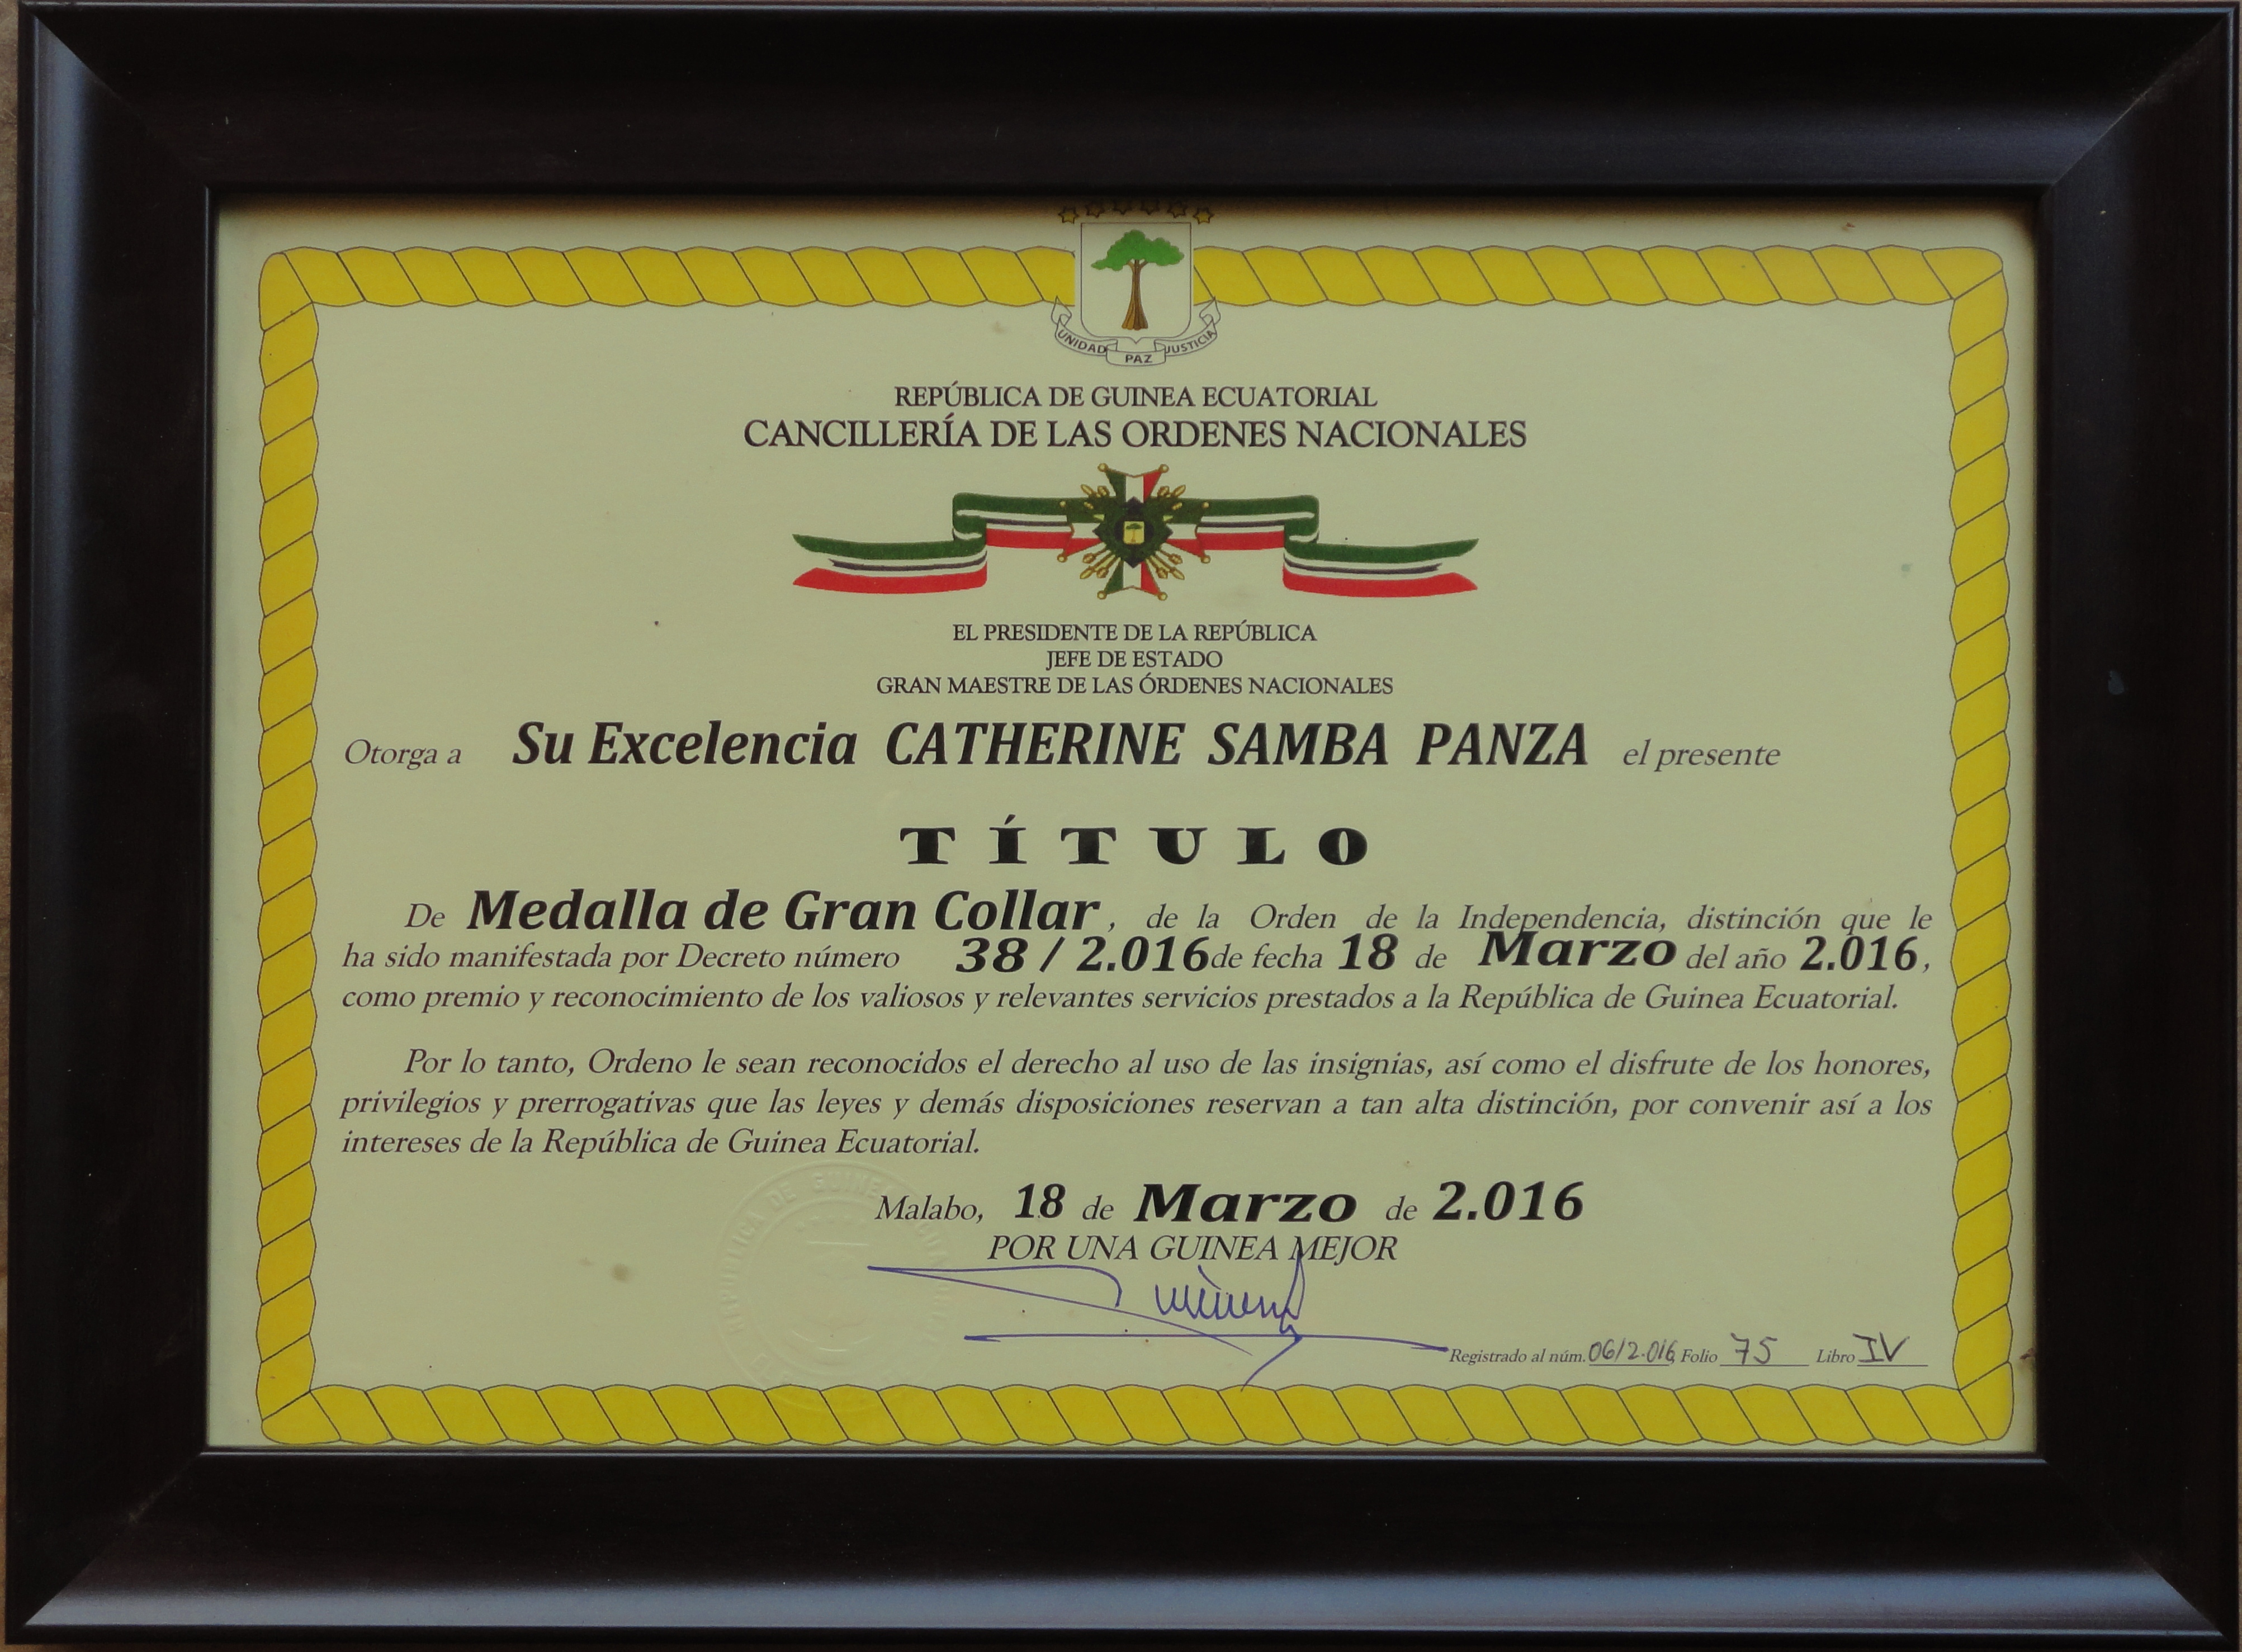 UNIDAD PAZ JUSTICIA
REPÚBLICA DE GUINEA ECUATORIAL
CANCILLERÍA DE LAS ORDENES NACIONALES
EL PRESIDENTE DE LA REPÚBLICA
JEFE DE ESTADO
GRAN MAESTRE DE LAS ÓRDENES NACIONALES
Otorga a Su Excelencia CATHERINE SAMBA PANZA el presente
TÍTULO
De Medalla de Gran Collar, de la Orden de la Independencia, distinción que le
ha sido manifestada por Decreto número 38 / 2.016 de fecha 18 de Marzo del año 2.016,
como premio y reconocimiento de los valiosos y relevantes servicios prestados a la República de Guinea Ecuatorial.
Por lo tanto, Ordeno le sean reconocidos el derecho al uso de las insignias, así como el disfrute de los honores,
privilegios y prerrogativas que las leyes y demás disposiciones reservan a tan alta distinción, por convenir así a los
intereses de la República de Guinea Ecuatorial.
Malabo, 18 de Marzo de 2.016
POR UNA GUINEA MEJOR
REPUBLICA DE GUINEA
Registrado al núm. 06/2.016, Folio 75 Libro IV